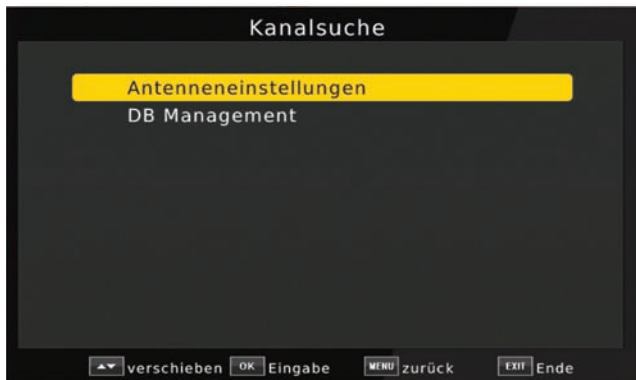 Kanalsuche
Antenneneinstellungen
DB Management
verschieben OK Eingabe MENU zurück EXIT Ende